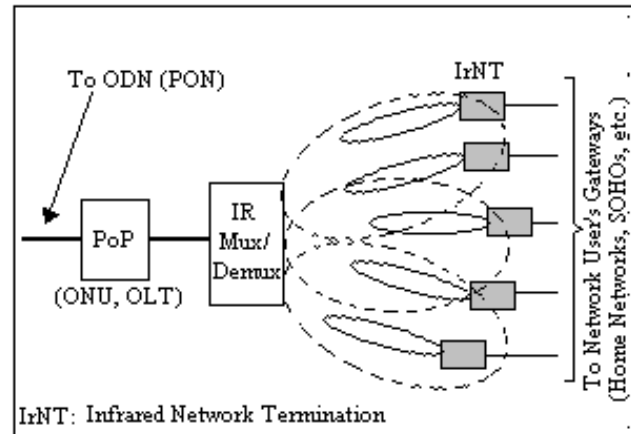 To ODN (PON)
IrNT
PoP
(ONU, OLT)
IR
Mux/
Demux
To Network User's Gateways
(Home Networks, SOHOs, etc.)
IrNT: Infrared Network Termination